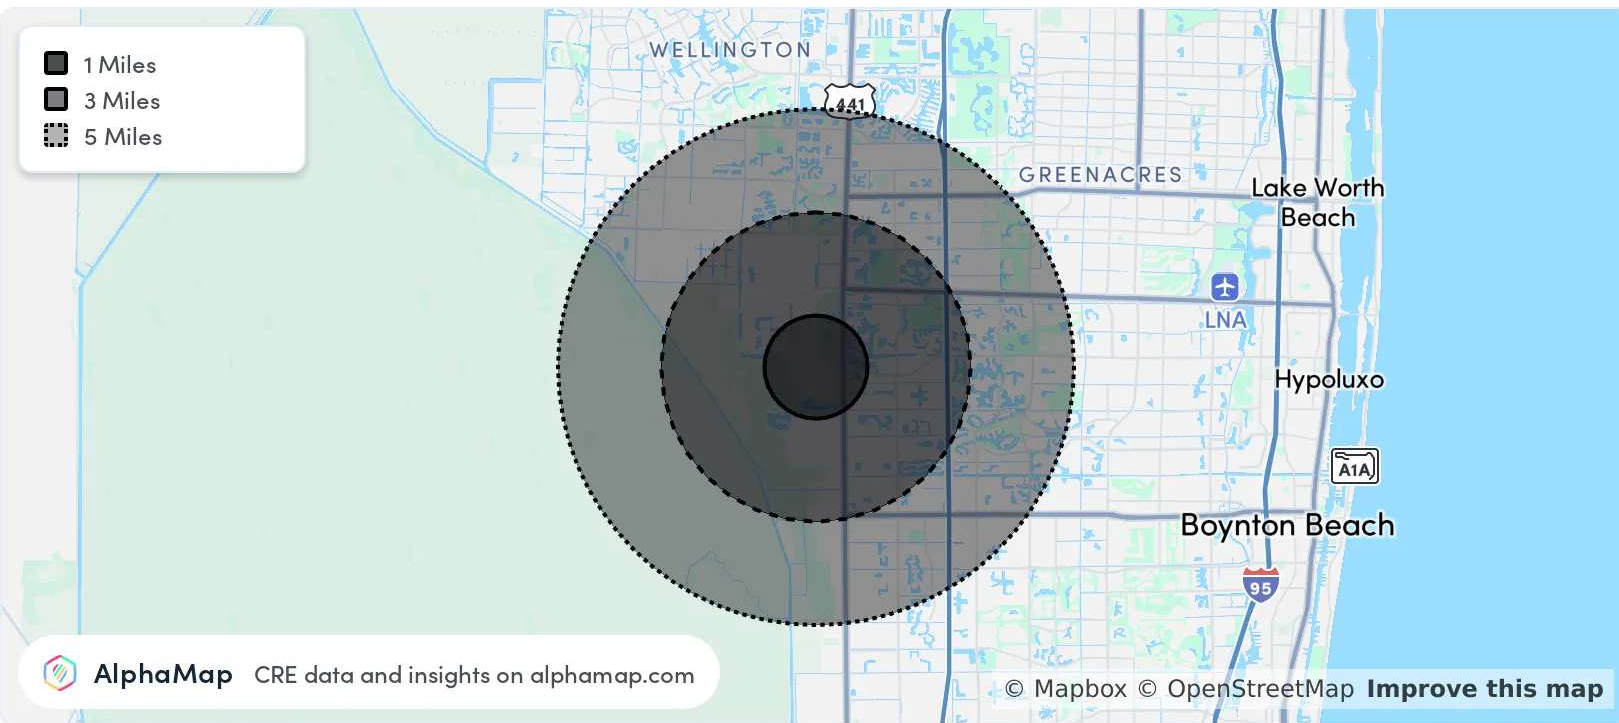 1 Miles
3 Miles
5 Miles
WELLINGTON
441
GREENACRES
Lake Worth
Beach
LNA
Hypoluxo
A1A
Boynton Beach
95
AlphaMap CRE data and insights on alphamap.com
© Mapbox © OpenStreetMap Improve this map